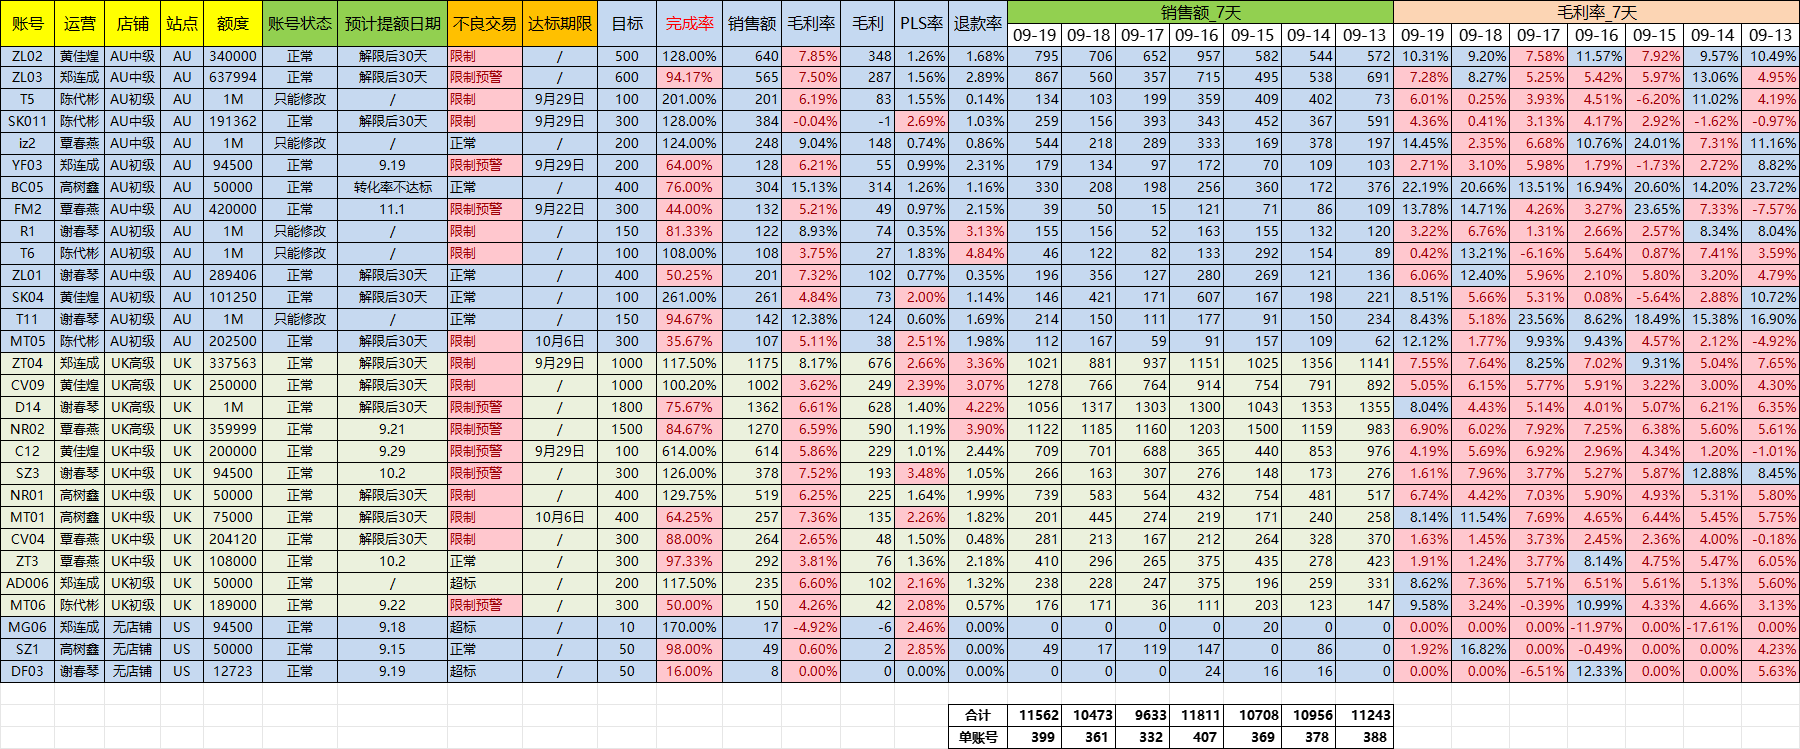 账号 运营 店铺 站点 额度 账号状态 预计提额日期 不良交易 达标期限 目标 完成率 销售额 毛利率 毛利 PLS率 退款率 销售额_7天 毛利率_7天
09-19 09-18 09-17 09-16 09-15 09-14 09-13 09-19 09-18 09-17 09-16 09-15 09-14 09-13
ZL02 黄佳煌 AU中级 AU 340000 正常 解限后30天 限制 / 500 128.00% 640 7.85% 348 1.26% 1.68% 795 706 652 957 582 544 572 10.31% 9.20% 7.58% 11.57% 7.92% 9.57% 10.49%
ZL03 郑连成 AU中级 AU 637994 正常 解限后30天 限制预警 / 600 94.17% 565 7.50% 287 1.56% 2.89% 867 560 357 715 495 538 691 7.28% 8.27% 5.25% 5.42% 5.97% 13.06% 4.95%
T5 陈代彬 AU初级 AU 1M 只能修改 / 限制 9月29日 100 201.00% 201 6.19% 83 1.55% 0.14% 134 103 199 359 409 402 73 6.01% 0.25% 3.93% 4.51% -6.20% 11.02% 4.19%
SK011 陈代彬 AU中级 AU 191362 正常 解限后30天 限制 9月29日 300 128.00% 384 -0.04% -1 2.69% 1.03% 259 156 393 343 452 367 591 4.36% 0.41% 3.13% 4.17% 2.92% -1.62% -0.97%
iz2 覃春燕 AU中级 AU 1M 只能修改 / 正常 / 200 124.00% 248 9.04% 148 0.74% 0.86% 544 218 289 333 169 378 197 14.45% 2.35% 6.68% 10.76% 24.01% 7.31% 11.16%
YF03 郑连成 AU初级 AU 94500 正常 9.19 限制预警 9月29日 200 64.00% 128 6.21% 55 0.99% 2.31% 179 134 97 172 70 109 103 2.71% 3.10% 5.98% 1.79% -1.73% 2.72% 8.82%
BC05 高树鑫 AU初级 AU 50000 正常 转化率不达标 正常 / 400 76.00% 304 15.13% 314 1.26% 1.16% 330 208 198 256 360 172 376 22.19% 20.66% 13.51% 16.94% 20.60% 14.20% 23.72%
FM2 覃春燕 AU中级 AU 420000 正常 11.1 限制预警 9月22日 300 44.00% 132 5.21% 49 0.97% 2.15% 39 50 15 121 71 86 109 13.78% 14.71% 4.26% 3.27% 23.65% 7.33% -7.57%
R1 谢春琴 AU初级 AU 1M 只能修改 / 限制 / 150 81.33% 122 8.93% 74 0.35% 3.13% 155 156 52 163 155 132 120 3.22% 6.76% 1.31% 2.66% 2.57% 8.34% 8.04%
T6 陈代彬 AU初级 AU 1M 只能修改 / 限制 / 100 108.00% 108 3.75% 27 1.83% 4.84% 46 122 82 133 292 154 89 0.42% 13.21% -6.16% 5.64% 0.87% 7.41% 3.59%
ZL01 谢春琴 AU中级 AU 289406 正常 解限后30天 正常 / 400 50.25% 201 7.32% 102 0.77% 0.35% 196 356 127 280 269 121 136 6.06% 12.40% 5.96% 2.10% 5.80% 3.20% 4.79%
SK04 黄佳煌 AU初级 AU 101250 正常 解限后30天 正常 / 100 261.00% 261 4.84% 73 2.00% 1.14% 146 421 171 607 167 198 221 8.51% 5.66% 5.31% 0.08% -5.64% 2.88% 10.72%
T11 谢春琴 AU初级 AU 1M 只能修改 / 正常 / 150 94.67% 142 12.38% 124 0.60% 1.69% 214 150 111 177 91 150 234 8.43% 5.18% 23.56% 8.62% 18.49% 15.38% 16.90%
MT05 陈代彬 AU初级 AU 202500 正常 解限后30天 限制 10月6日 300 35.67% 107 5.11% 38 2.51% 1.98% 112 167 59 91 157 109 62 12.12% 1.77% 9.93% 9.43% 4.57% 2.12% -4.92%
ZT04 郑连成 UK高级 UK 337563 正常 解限后30天 限制 9月29日 1000 117.50% 1175 8.17% 676 2.66% 3.36% 1021 881 937 1151 1025 1356 1141 7.55% 7.64% 8.25% 7.02% 9.31% 5.04% 7.65%
CV09 黄佳煌 UK高级 UK 250000 正常 解限后30天 限制 / 1000 100.20% 1002 3.62% 249 2.39% 3.07% 1278 766 764 914 754 791 892 5.05% 6.15% 5.77% 5.91% 3.22% 3.00% 4.30%
D14 谢春琴 UK高级 UK 1M 正常 解限后30天 限制预警 / 1800 75.67% 1362 6.61% 628 1.40% 4.22% 1056 1317 1303 1300 1043 1353 1355 8.04% 4.43% 5.14% 4.01% 5.07% 6.21% 6.35%
NR02 覃春燕 UK高级 UK 359999 正常 9.21 限制预警 / 1500 84.67% 1270 6.59% 590 1.19% 3.90% 1122 1185 1160 1203 1500 1159 983 6.90% 6.02% 7.92% 7.25% 6.38% 5.60% 5.61%
C12 黄佳煌 UK中级 UK 200000 正常 9.29 限制预警 9月29日 100 614.00% 614 5.86% 229 1.01% 2.44% 709 701 688 365 440 853 976 4.19% 5.69% 6.92% 2.96% 4.34% 1.20% -1.01%
SZ3 谢春琴 UK中级 UK 94500 正常 10.2 限制预警 / 300 126.00% 378 7.52% 193 3.48% 1.05% 266 163 307 276 148 173 276 1.61% 7.96% 3.77% 5.27% 5.87% 12.88% 8.45%
NR01 高树鑫 UK中级 UK 50000 正常 解限后30天 限制 / 400 129.75% 519 6.25% 225 1.64% 1.99% 739 583 564 432 754 481 517 6.74% 4.42% 7.03% 5.90% 4.93% 5.31% 5.80%
MT01 高树鑫 UK中级 UK 75000 正常 解限后30天 限制 10月6日 400 64.25% 257 7.36% 135 2.26% 1.82% 201 445 274 219 171 240 258 8.14% 11.54% 7.69% 4.65% 6.44% 5.45% 5.75%
CV04 覃春燕 UK中级 UK 204120 正常 解限后30天 限制 / 300 88.00% 264 2.65% 48 1.50% 0.48% 281 213 167 212 264 328 370 1.63% 1.45% 3.73% 2.45% 2.36% 4.00% -0.18%
ZT3 覃春燕 UK中级 UK 108000 正常 10.2 正常 / 300 97.33% 292 3.81% 76 1.36% 2.18% 410 296 265 375 435 278 423 1.91% 1.24% 3.77% 8.14% 4.75% 5.47% 6.05%
AD006 郑连成 UK初级 UK 50000 正常 / 超标 / 200 117.50% 235 6.60% 102 2.16% 1.32% 238 228 247 375 196 259 331 8.62% 7.36% 5.71% 6.51% 5.61% 5.13% 5.60%
MT06 陈代彬 UK初级 UK 189000 正常 9.22 限制预警 / 300 50.00% 150 4.26% 42 2.08% 0.57% 176 171 36 111 203 123 147 9.58% 3.24% -0.39% 10.99% 4.33% 4.66% 3.13%
MG06 郑连成 无店铺 US 94500 正常 9.18 超标 / 10 170.00% 17 -4.92% -6 2.46% 0.00% 0 0 0 0 20 0 0 0.00% 0.00% 0.00% -11.97% 0.00% -17.61% 0.00%
SZ1 高树鑫 无店铺 US 50000 正常 9.15 正常 / 50 98.00% 49 0.60% 2 2.85% 0.00% 49 17 119 147 0 86 0 1.92% 16.82% 0.00% -0.49% 0.00% 0.00% 4.23%
DF03 谢春琴 无店铺 US 12723 正常 9.19 超标 / 50 16.00% 8 0.00% 0 0.00% 0.00% 0 0 0 24 16 16 0 0.00% 0.00% -6.51% 12.33% 0.00% 0.00% 5.63%
合计 11562 10473 9633 11811 10708 10956 11243
单账号 399 361 332 407 369 378 388